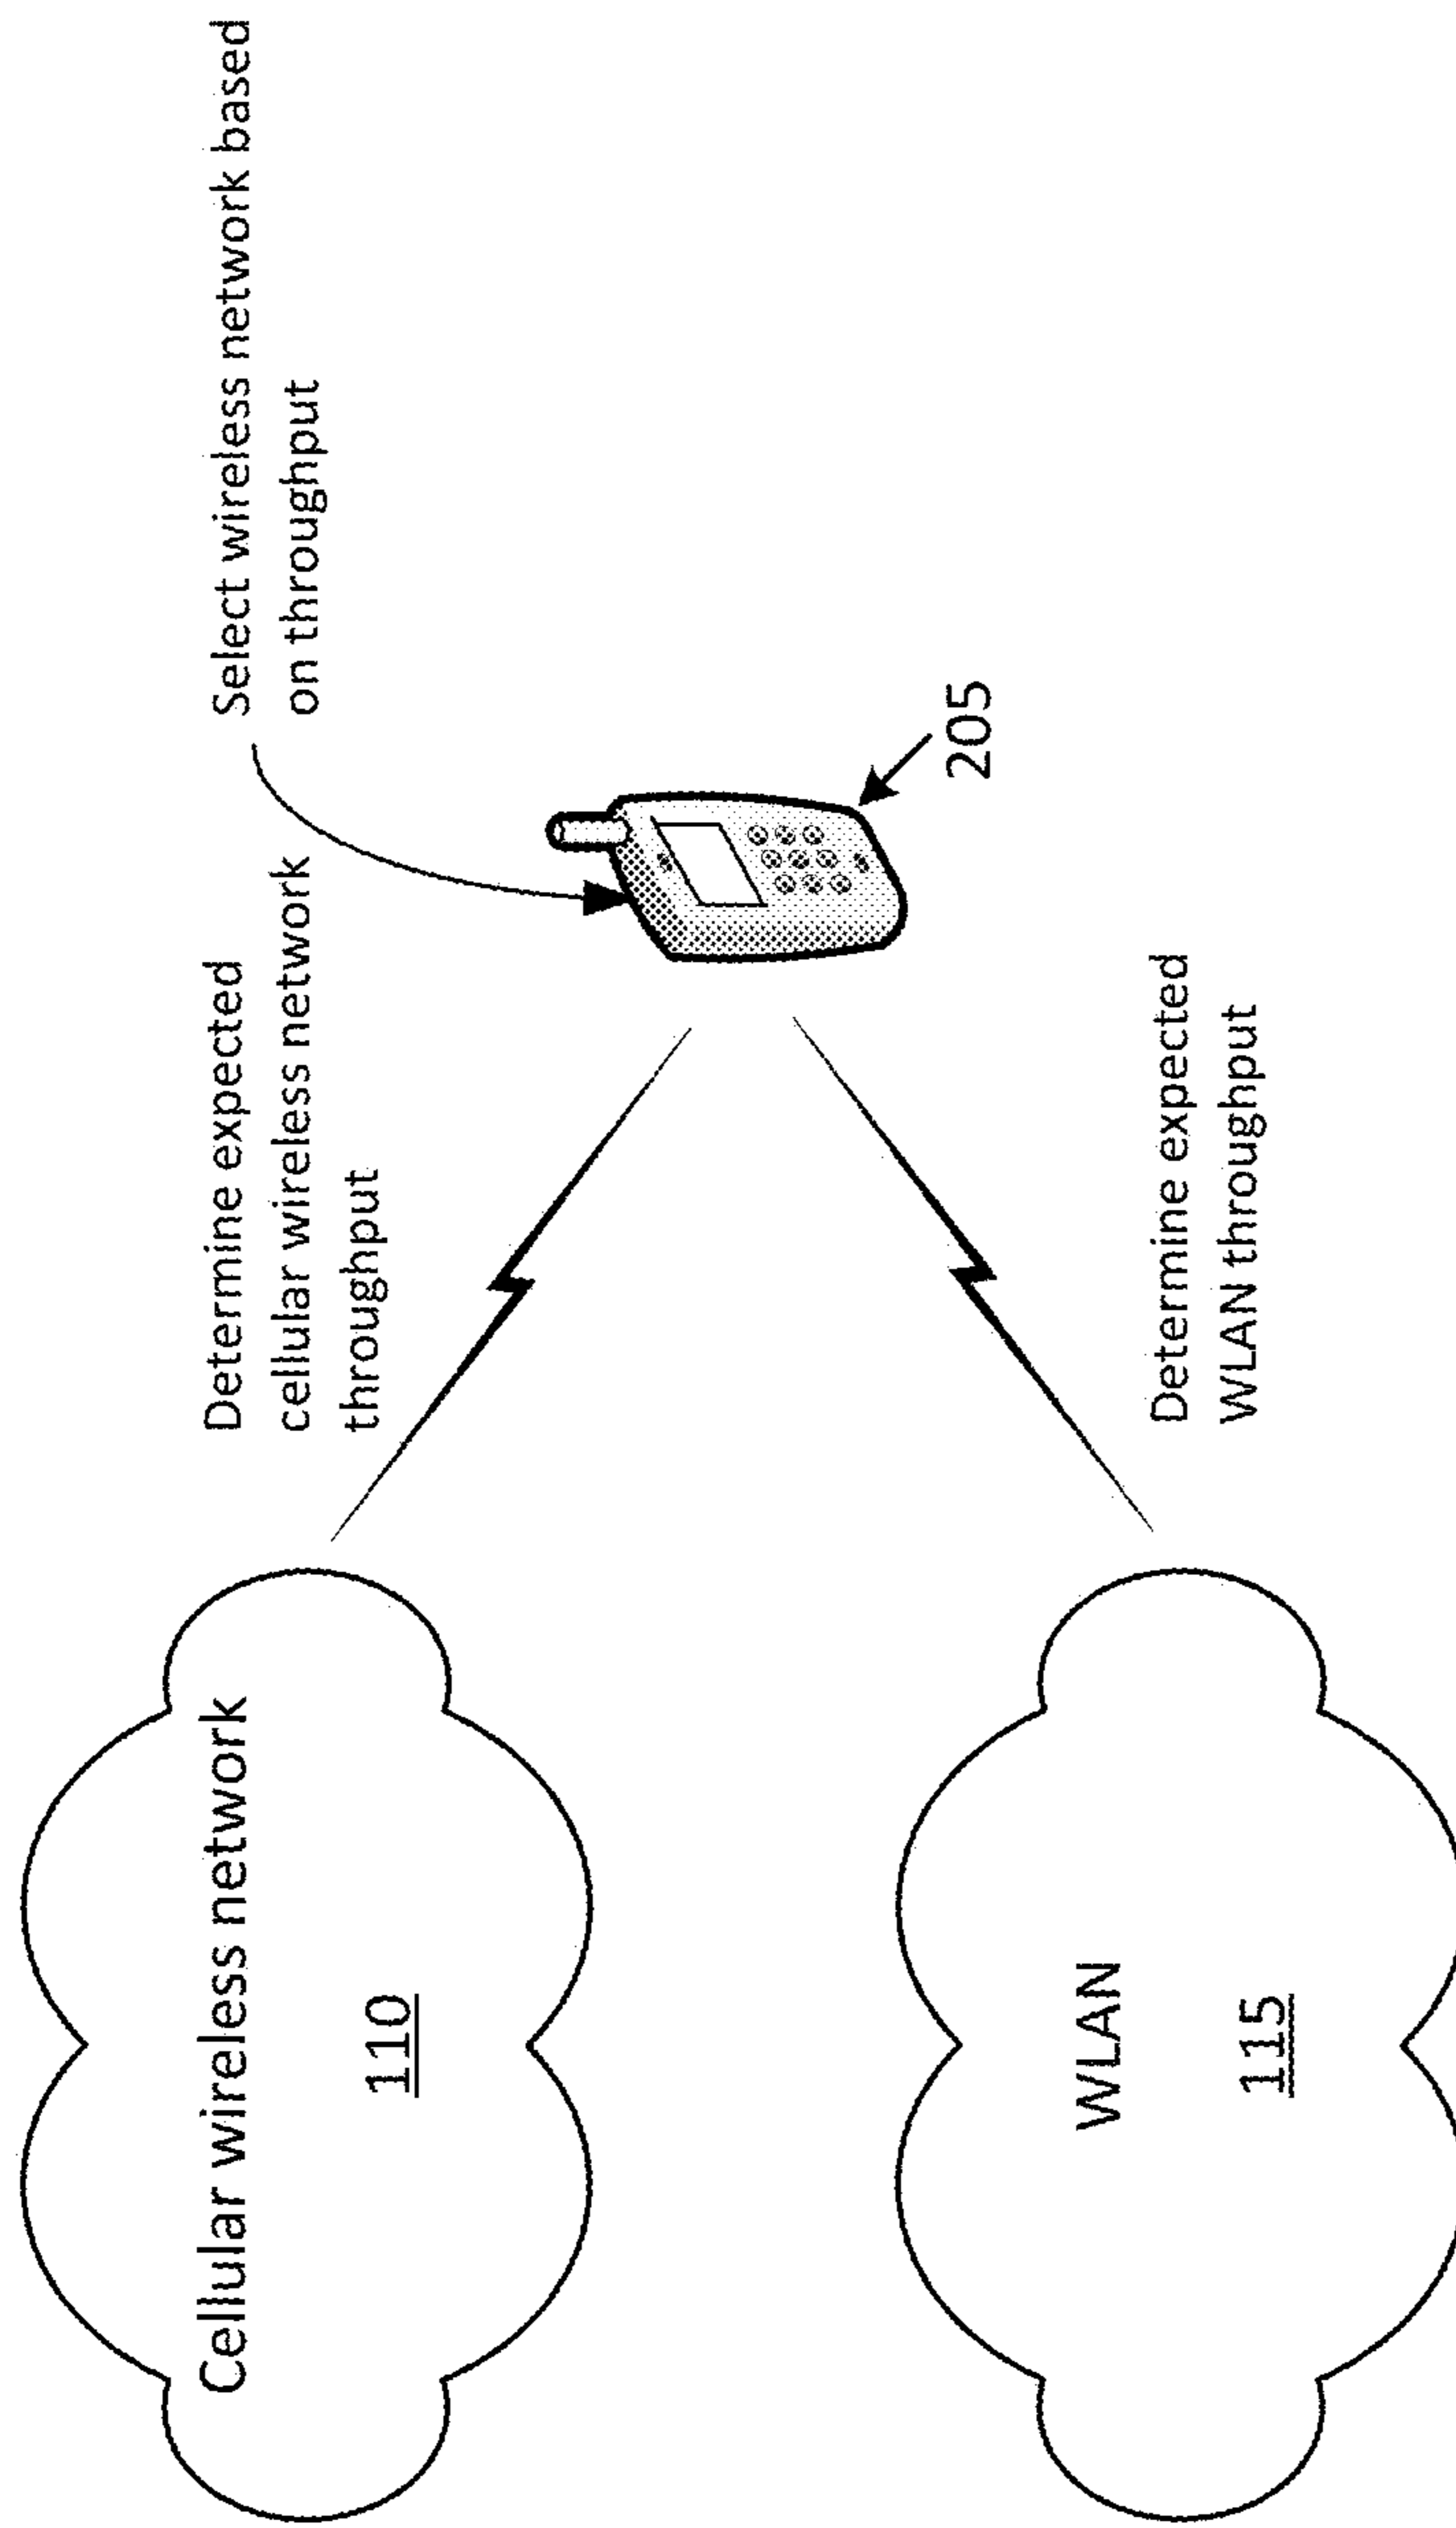 Cellular wireless network
110
Determine expected
cellular wireless network
throughput
Select wireless network based
on throughput
205
WLAN
115
Determine expected
WLAN throughput